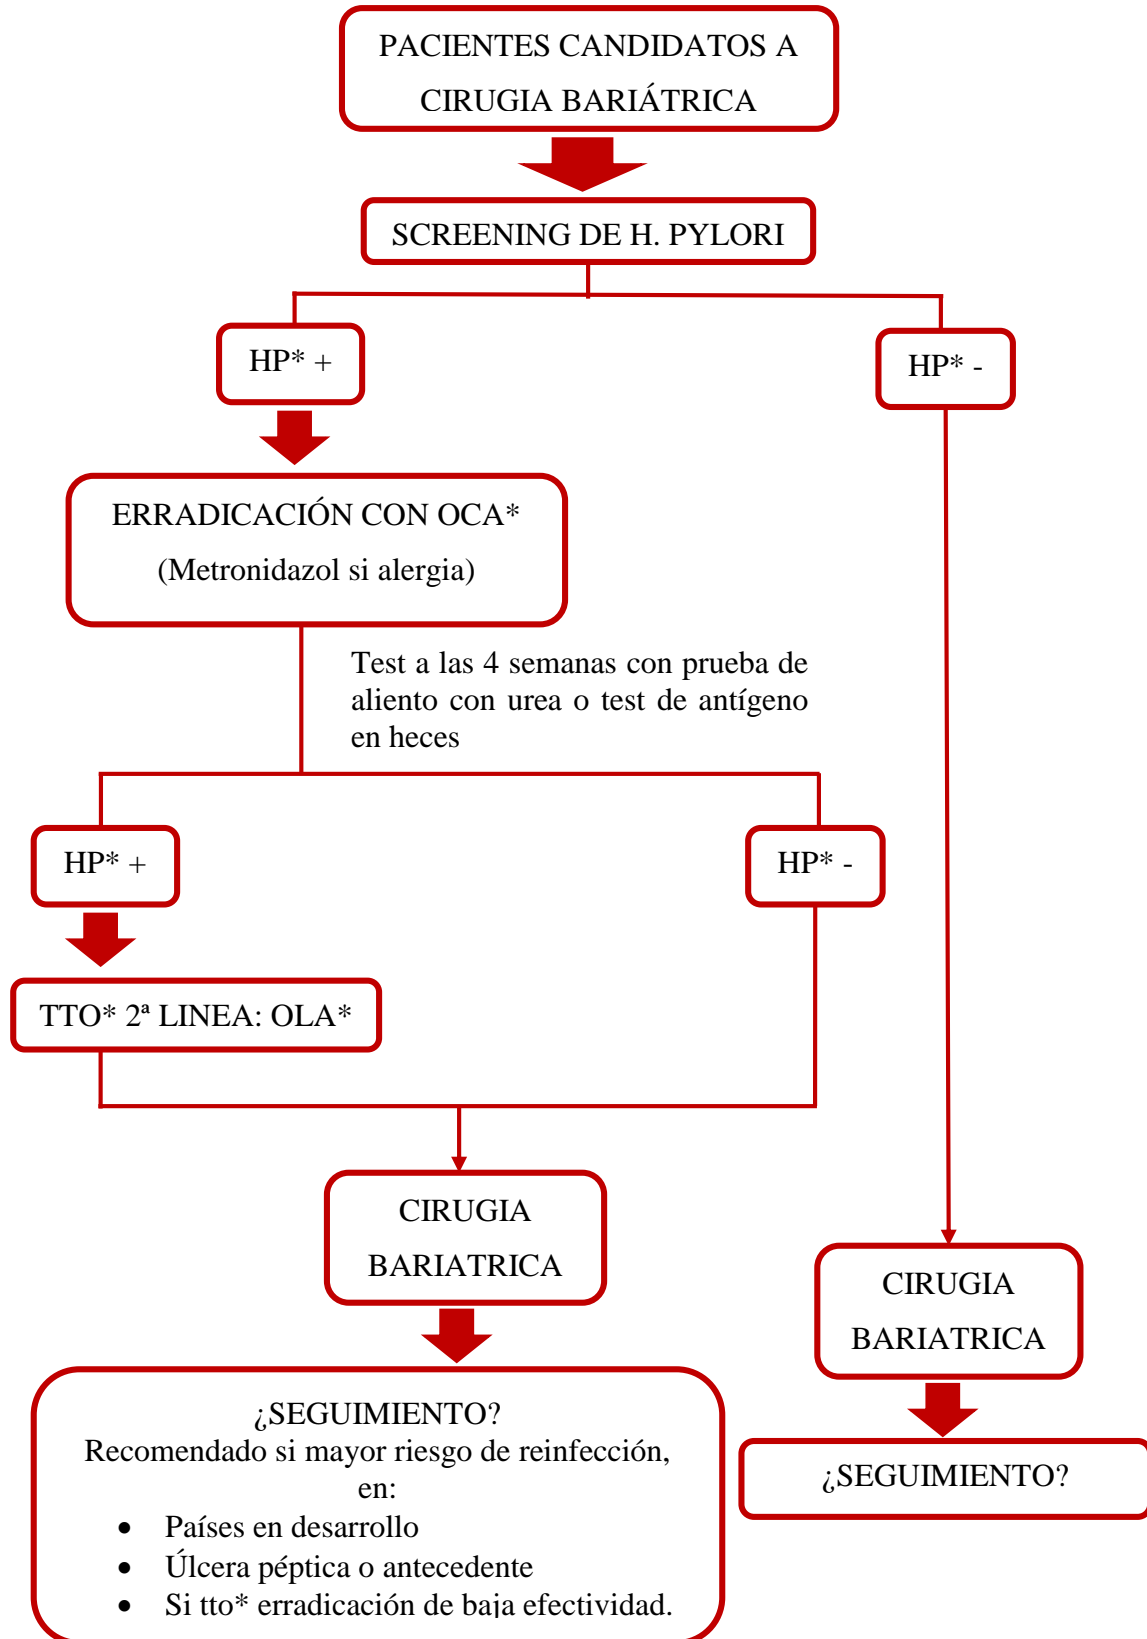 PACIENTES CANDIDATOS A
CIRUGIA BARIÁTRICA
SCREENING DE H. PYLORI
HP* +
HP* -
ERRADICACIÓN CON OCA*
(Metronidazol si alergia)
Test a las 4 semanas con prueba de
aliento con urea o test de antígeno
en heces
HP* +
HP* -
TTO* 2ª LINEA: OLA*
CIRUGIA
BARIATRICA
CIRUGIA
BARIATRICA
¿SEGUIMIENTO?
Recomendado si mayor riesgo de reinfección,
en:
• Países en desarrollo
• Úlcera péptica o antecedente
• Si tto* erradicación de baja efectividad.
¿SEGUIMIENTO?